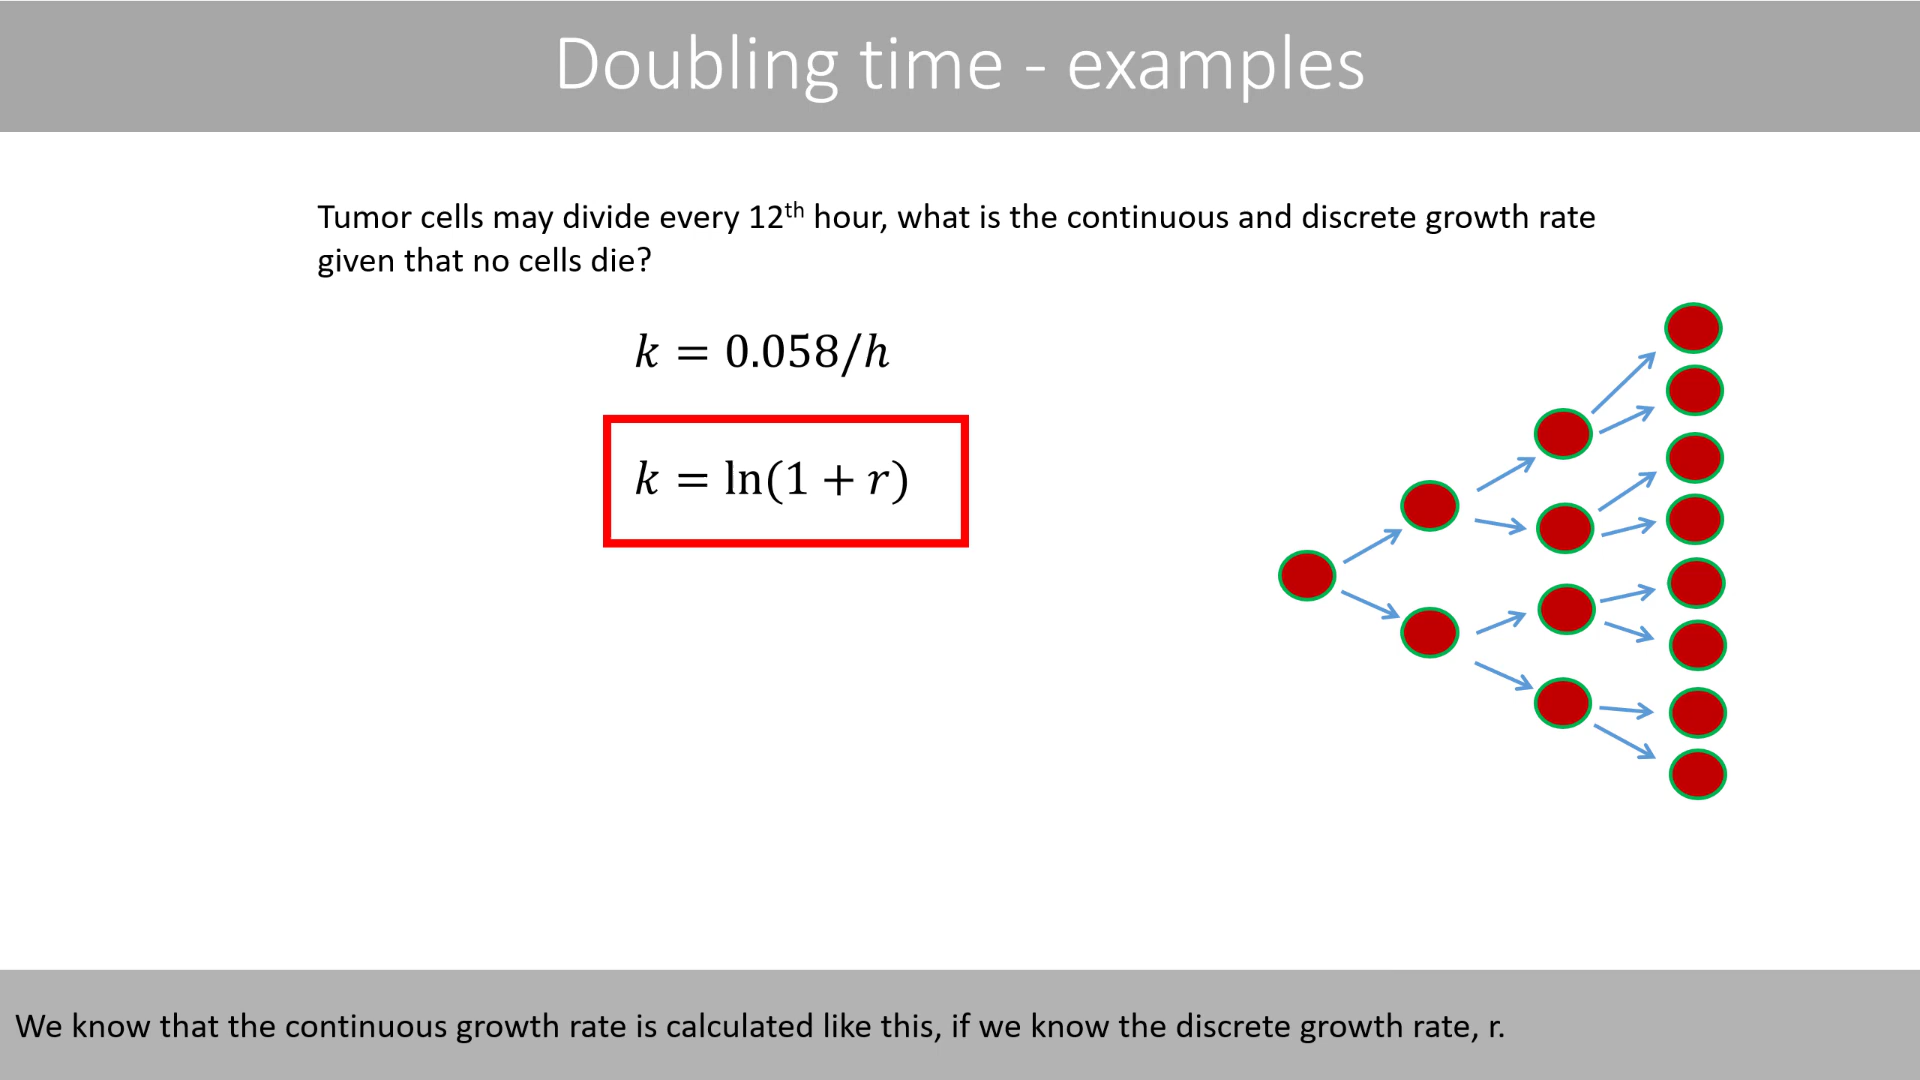 Doubling time - examples
Tumor cells may divide every 12th hour, what is the continuous and discrete growth rate
given that no cells die?
k = 0.058/h
k = ln(1 + r)
We know that the continuous growth rate is calculated like this, if we know the discrete growth rate, r.